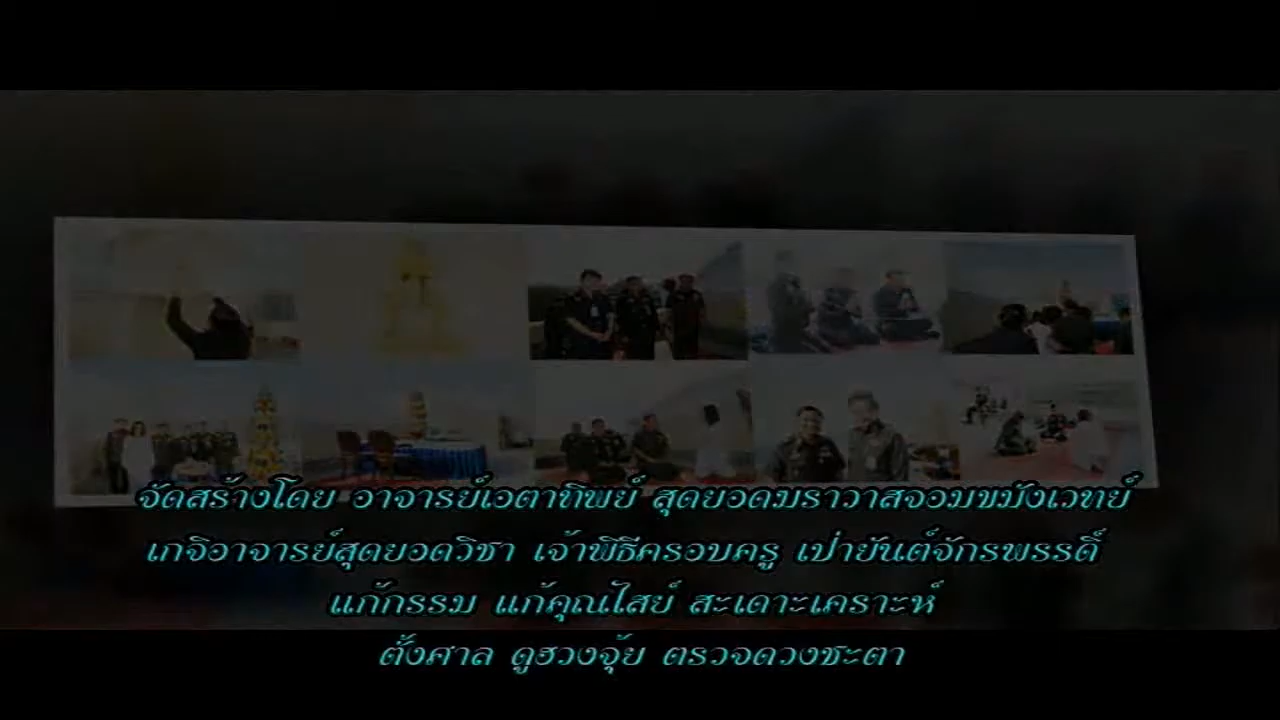 จัดสร้างโดย อาจารย์เอตาทิพย์ สุดยอดฆราวาสจอมขมังเวทย์
เกจิอาจารย์สุดยอดวิชา เจ้าพิธีครอบครู เป่ายันต์จักรพรรดิ์
แก้กรรม แก้คุณไสย์ สะเดาะเคราะห์
ตั้งศาล ดูฮวงจุ้ย ตรวจดวงชะตา